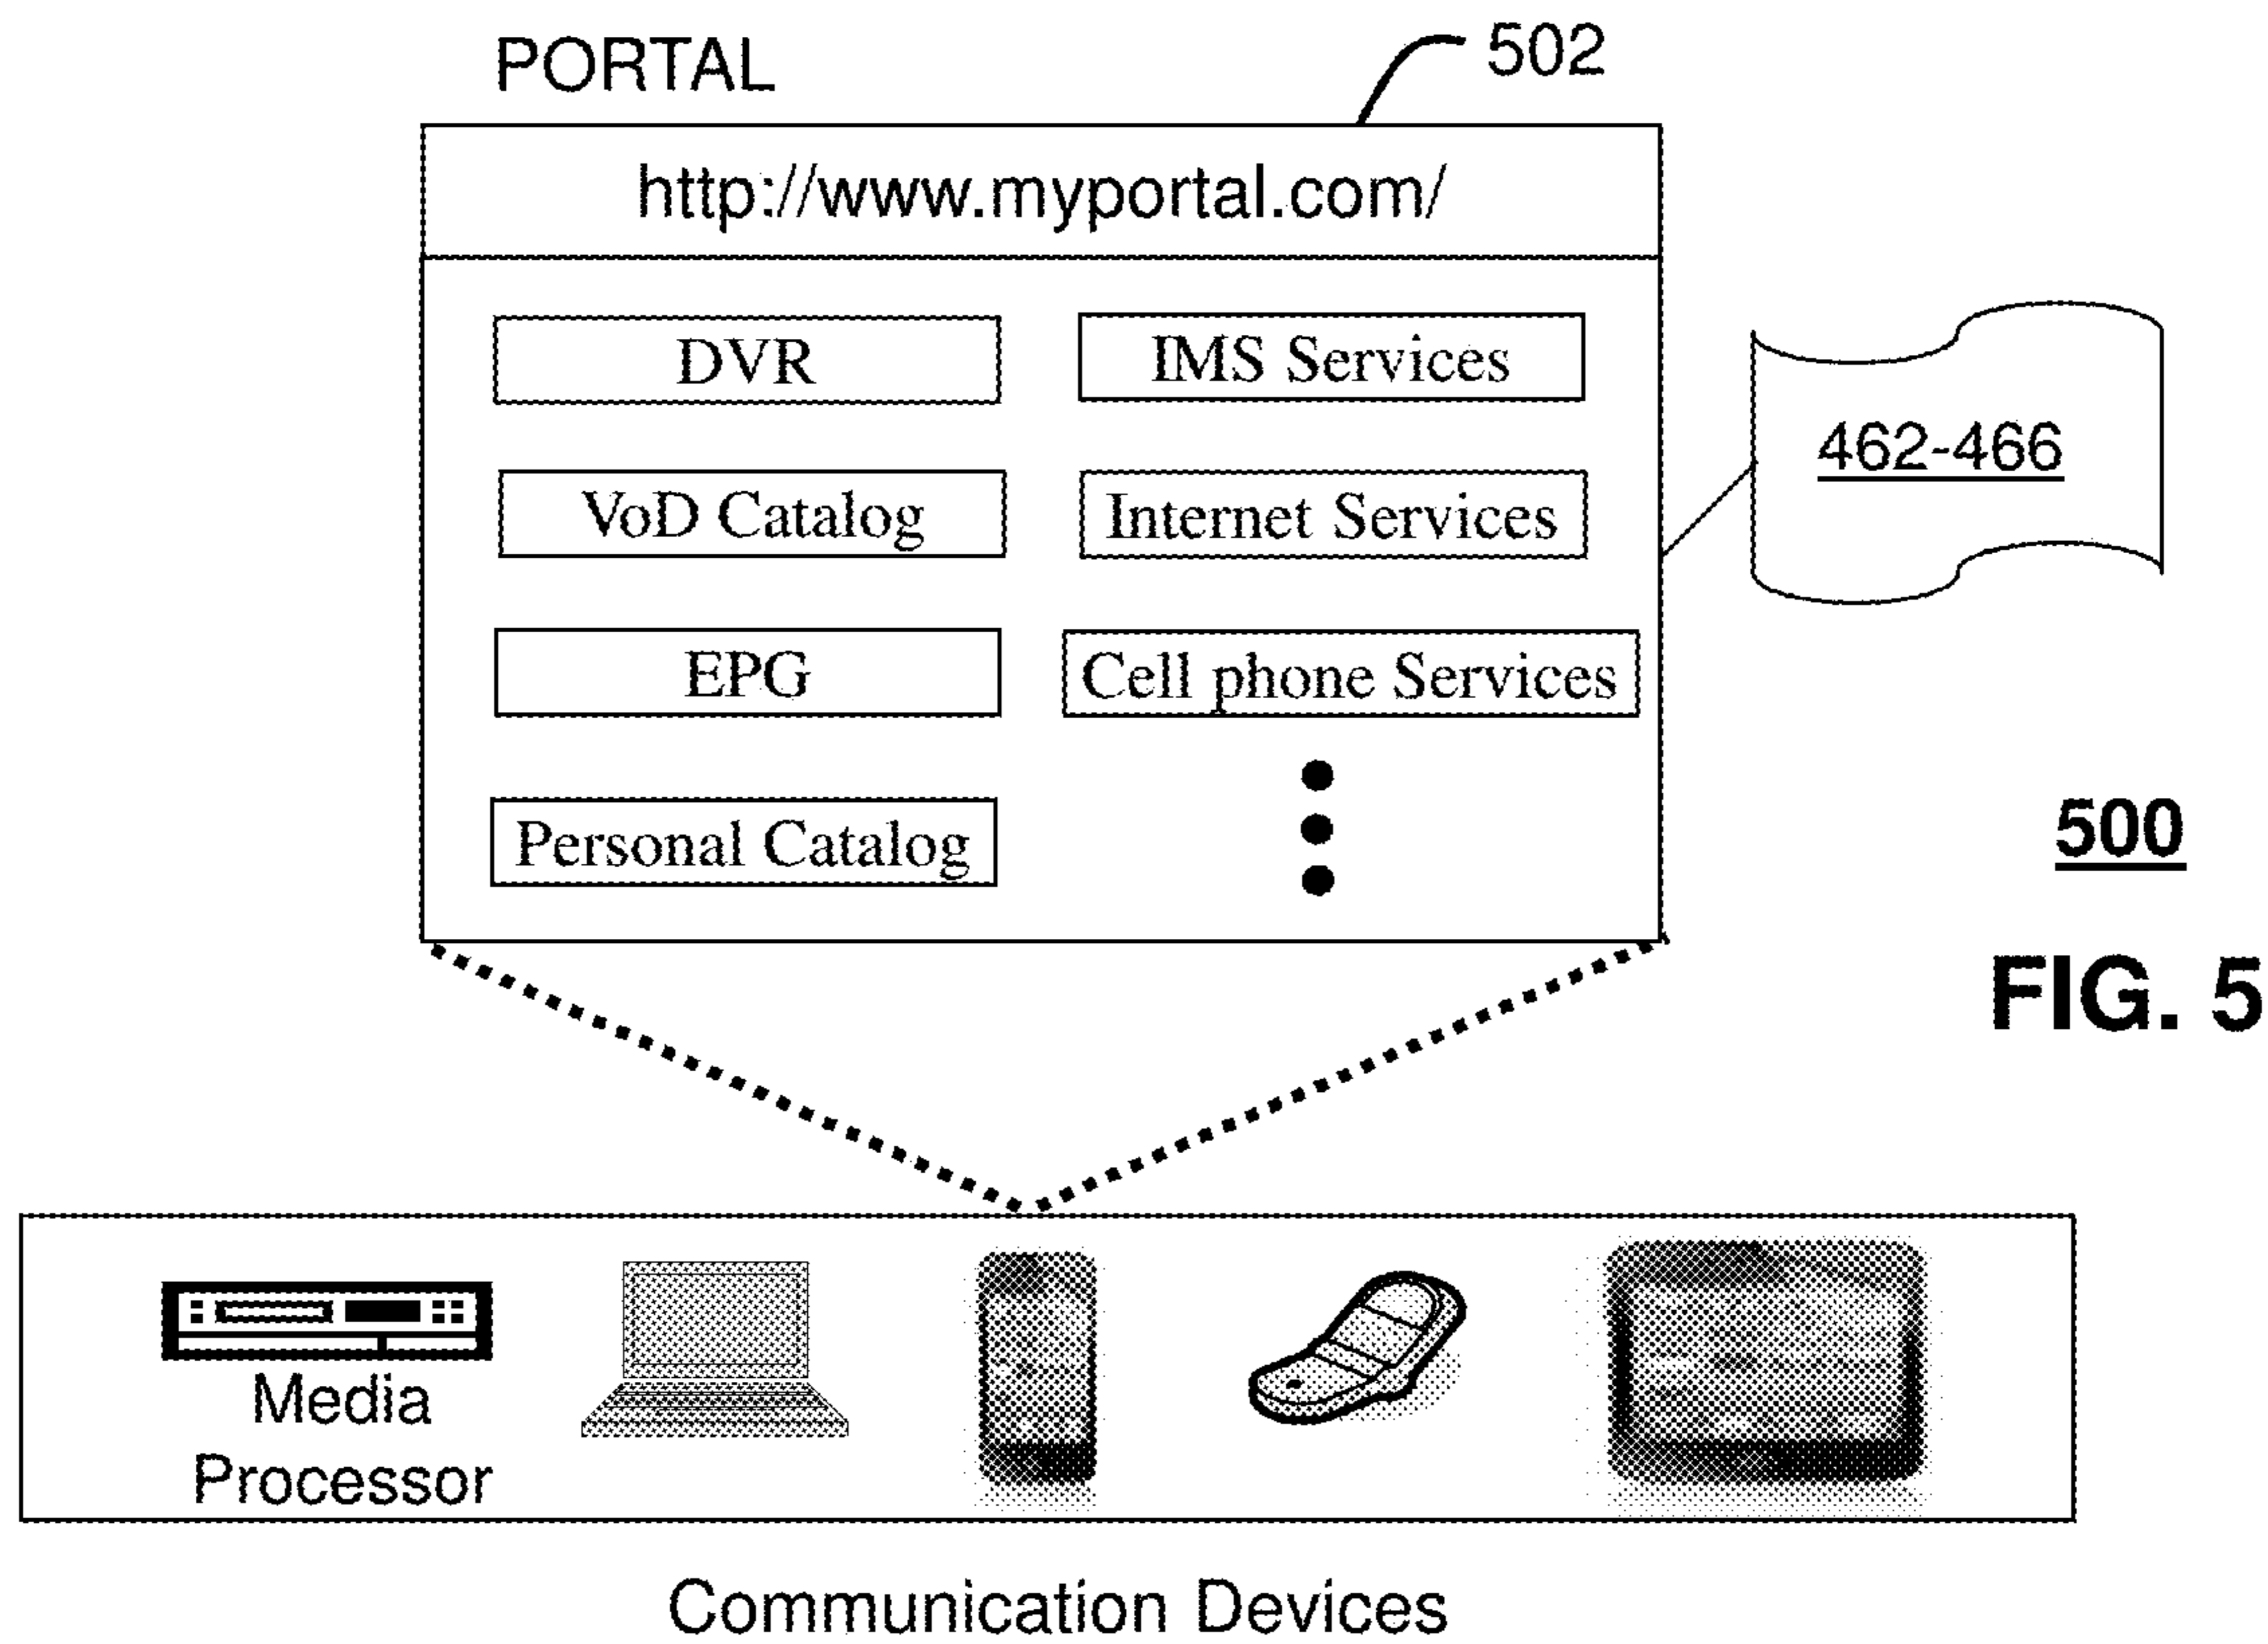 PORTAL
502
http://www.myportal.com/
DVR
IMS Services
VoD Catalog
Internet Services
462-466
EPG
Cell phone Services
Personal Catalog
500
FIG. 5
Media
Processor
Communication Devices